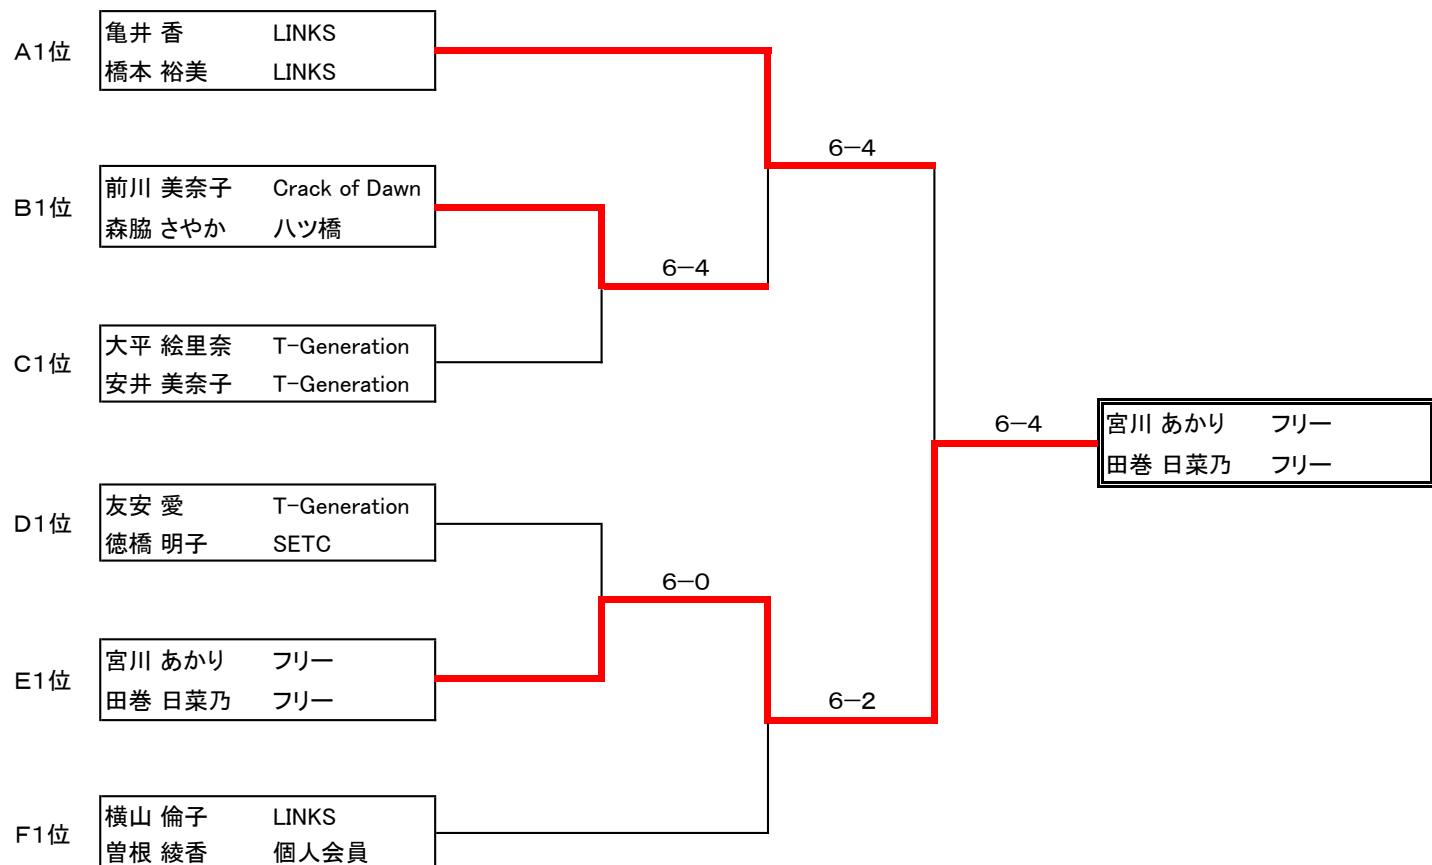 A1位
亀井 香 LINKS
橋本 裕美 LINKS
6-4
B1位
前川 美奈子 Crack of Dawn
森脇 さやか 八ツ橋
6-4
C1位
大平 絵里奈 T-Generation
安井 美奈子 T-Generation
6-4
宮川 あかり フリー
田巻 日菜乃 フリー
D1位
友安 愛 T-Generation
徳橋 明子 SETC
6-0
E1位
宮川 あかり フリー
田巻 日菜乃 フリー
6-2
F1位
横山 倫子 LINKS
曽根 綾香 個人会員